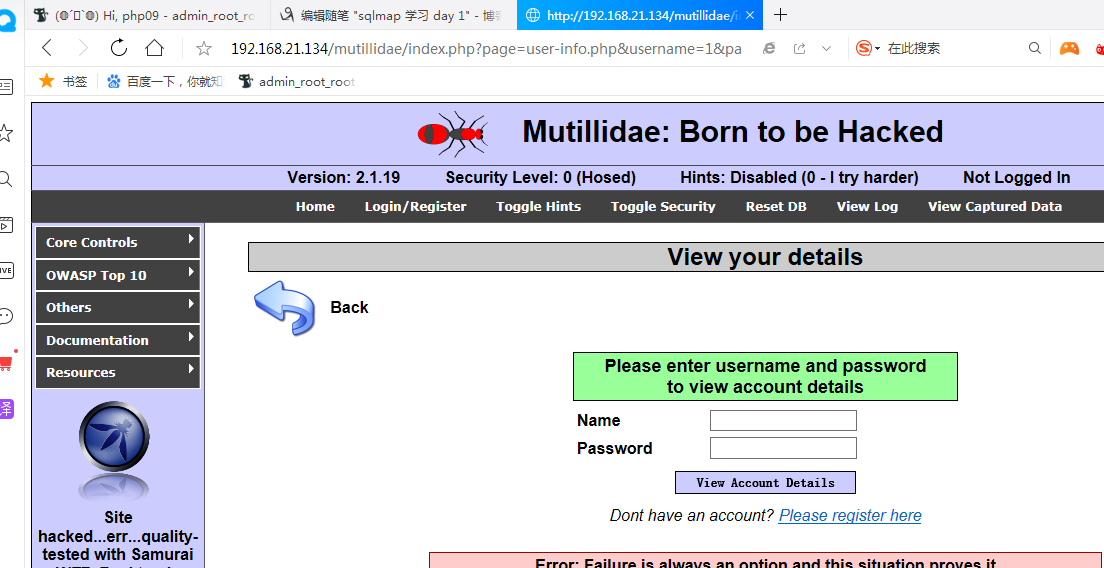 Hi, php09 - admin_root_ro
编辑随笔 "sqlmap 学习 day 1" - 博
http://192.168.21.134/mutillidae/i
192.168.21.134/mutillidae/index.php?page=user-info.php&username=1&pa
在此搜索
书签
百度一下，你就知
admin_root_root
Mutillidae: Born to be Hacked
Version: 2.1.19
Security Level: 0 (Hosed)
Hints: Disabled (0 - I try harder)
Not Logged In
Home
Login/Register
Toggle Hints
Toggle Security
Reset DB
View Log
View Captured Data
Core Controls
OWASP Top 10
Others
Documentation
Resources
View your details
Back
Please enter username and password
to view account details
Name
Password
View Account Details
Dont have an account? Please register here
Site
hacked...err...quality-
tested with Samurai
Error: Failure is always an option and this situation proves it
译